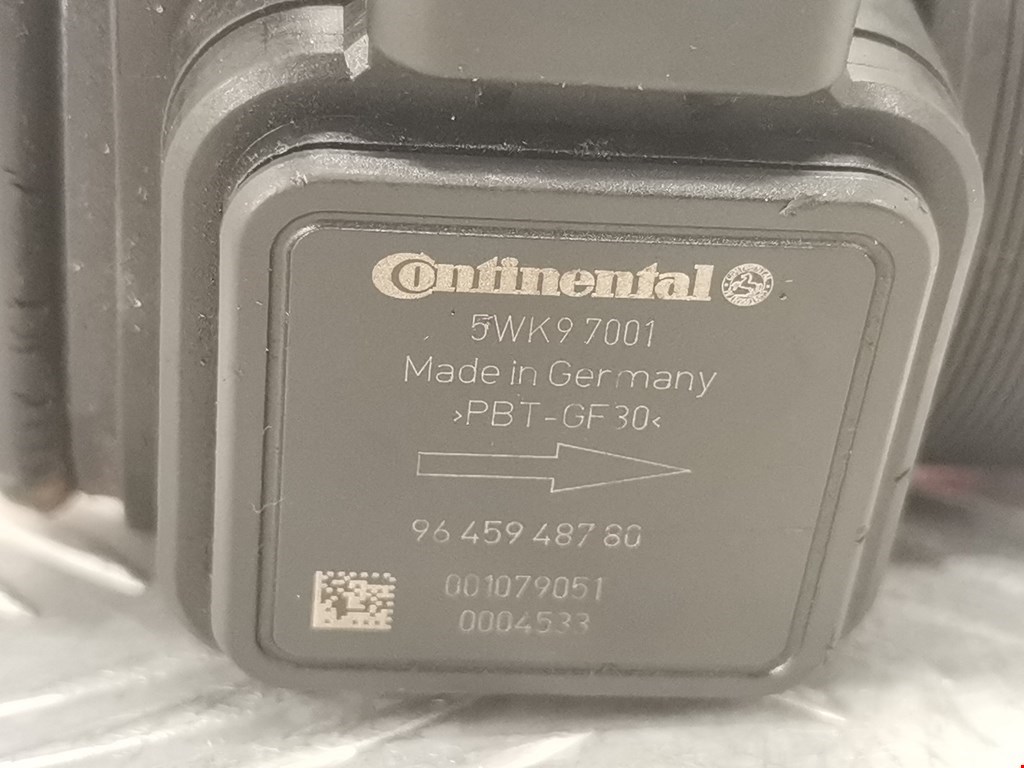 Continental
5WK9 7001
Made in Germany
>PBT-GF30<
96 459 487 80
001079051
0004533